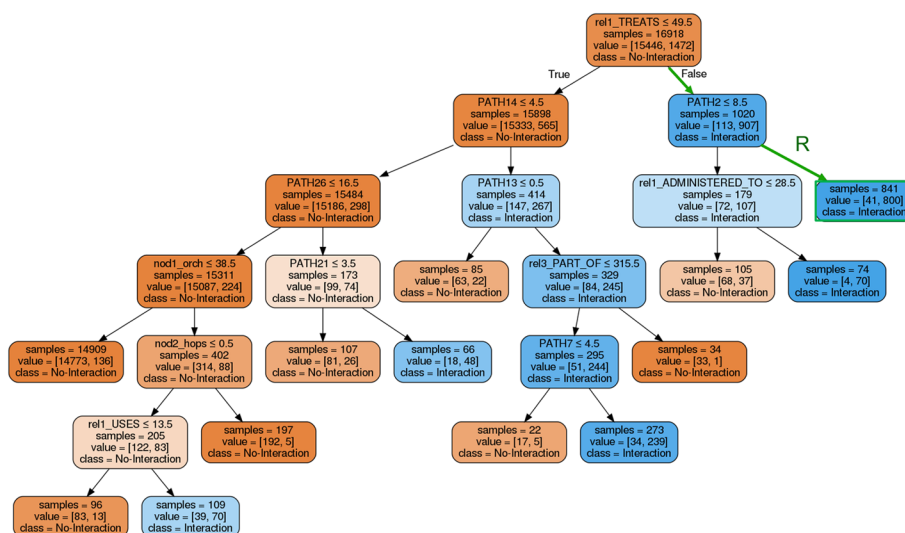 rel1_TREATS ≤ 49.5
samples = 16918
value = [15446, 1472]
class = No-Interaction
True
False
PATH14 ≤ 4.5
samples = 15898
value = [15333, 565]
class = No-Interaction
PATH2 ≤ 8.5
samples = 1020
value = [113, 907]
class = Interaction
R
PATH26 ≤ 16.5
samples = 15484
value = [15186, 298]
class = No-Interaction
PATH13 ≤ 0.5
samples = 414
value = [147, 267]
class = Interaction
rel1_ADMINISTERED_TO ≤ 28.5
samples = 179
value = [72, 107]
class = Interaction
samples = 841
value = [41, 800]
class = Interaction
nod1_orch ≤ 38.5
samples = 15311
value = [15087, 224]
class = No-Interaction
PATH21 ≤ 3.5
samples = 173
value = [99, 74]
class = No-Interaction
samples = 85
value = [63, 22]
class = No-Interaction
rel3_PART_OF ≤ 315.5
samples = 329
value = [84, 245]
class = Interaction
samples = 105
value = [68, 37]
class = No-Interaction
samples = 74
value = [4, 70]
class = Interaction
samples = 14909
value = [14773, 136]
class = No-Interaction
nod2_hops ≤ 0.5
samples = 402
value = [314, 88]
class = No-Interaction
samples = 107
value = [81, 26]
class = No-Interaction
samples = 66
value = [18, 48]
class = Interaction
PATH7 ≤ 4.5
samples = 295
value = [51, 244]
class = Interaction
samples = 34
value = [33, 1]
class = No-Interaction
rel1_USES ≤ 13.5
samples = 205
value = [122, 83]
class = No-Interaction
samples = 197
value = [192, 5]
class = No-Interaction
samples = 22
value = [17, 5]
class = No-Interaction
samples = 273
value = [34, 239]
class = Interaction
samples = 96
value = [83, 13]
class = No-Interaction
samples = 109
value = [39, 70]
class = Interaction